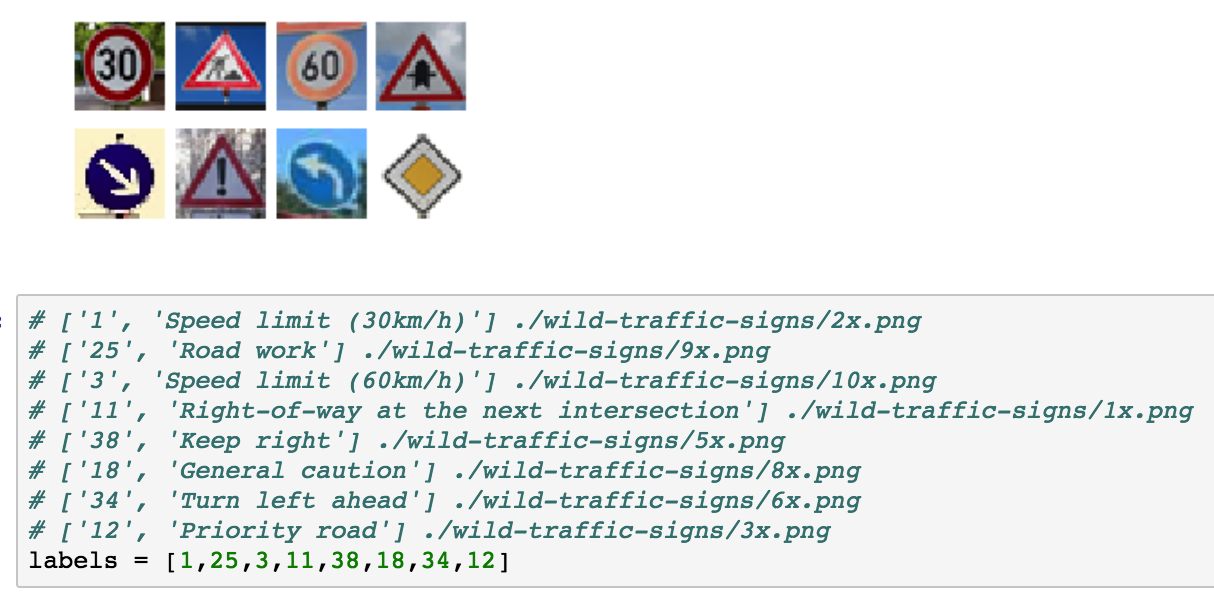 30 60
!
# ['1', 'Speed limit (30km/h)'] ./wild-traffic-signs/2x.png
# ['25', 'Road work'] ./wild-traffic-signs/9x.png
# ['3', 'Speed limit (60km/h)'] ./wild-traffic-signs/10x.png
# ['11', 'Right-of-way at the next intersection'] ./wild-traffic-signs/1x.png
# ['38', 'Keep right'] ./wild-traffic-signs/5x.png
# ['18', 'General caution'] ./wild-traffic-signs/8x.png
# ['34', 'Turn left ahead'] ./wild-traffic-signs/6x.png
# ['12', 'Priority road'] ./wild-traffic-signs/3x.png
labels = [1,25,3,11,38,18,34,12]